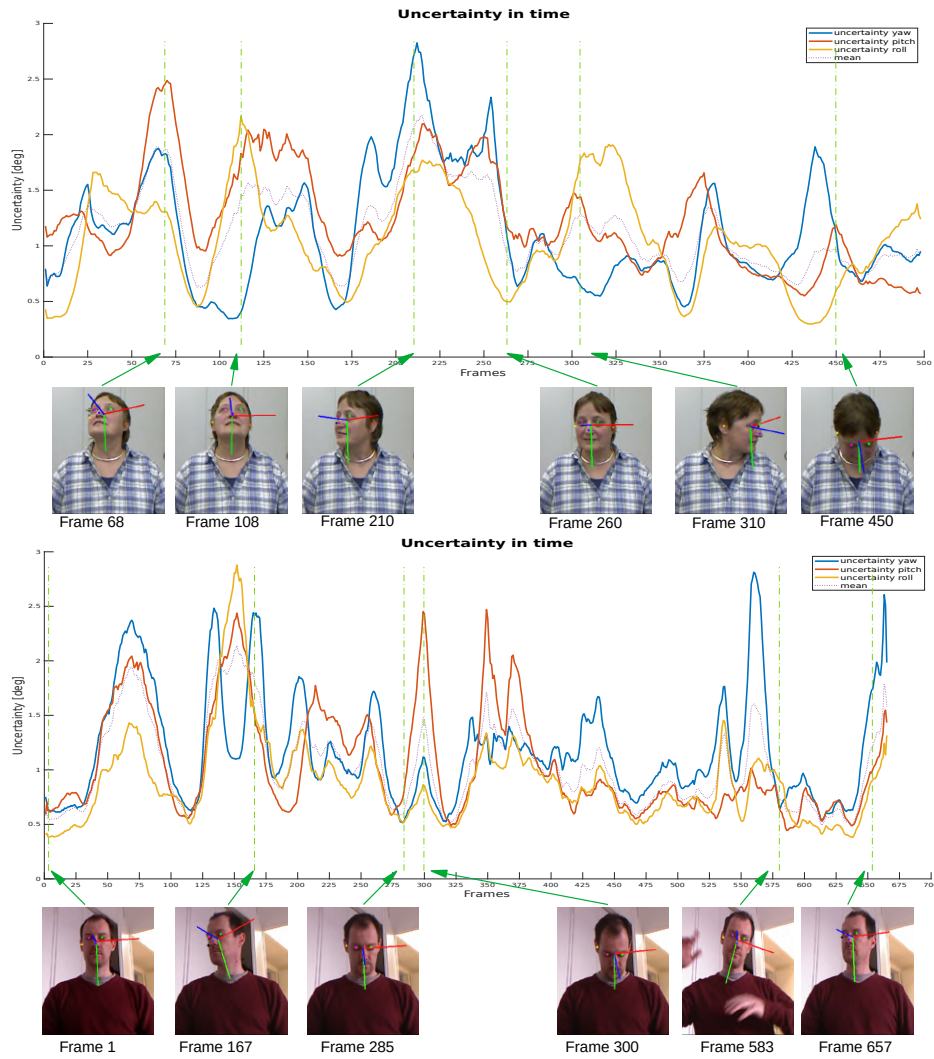 Uncertainty in time
3
2.5
2
1.5
1
0.5
0
Uncertainty [deg]
uncertainty yaw
uncertainty pitch
uncertainty roll
mean
0 25 50 75 100 125 150 175 200 225 250 275 300 325 350 375 400 425 450 475 500
Frames
Frame 68 Frame 108 Frame 210 Frame 260 Frame 310 Frame 450
Uncertainty in time
3
2.5
2
1.5
1
0.5
0
Uncertainty [deg]
uncertainty yaw
uncertainty pitch
uncertainty roll
mean
0 25 50 75 100 125 150 175 200 225 250 275 300 325 350 375 400 425 450 475 500 525 550 575 600 625 650 675 70
Frames
Frame 1 Frame 167 Frame 285 Frame 300 Frame 583 Frame 657